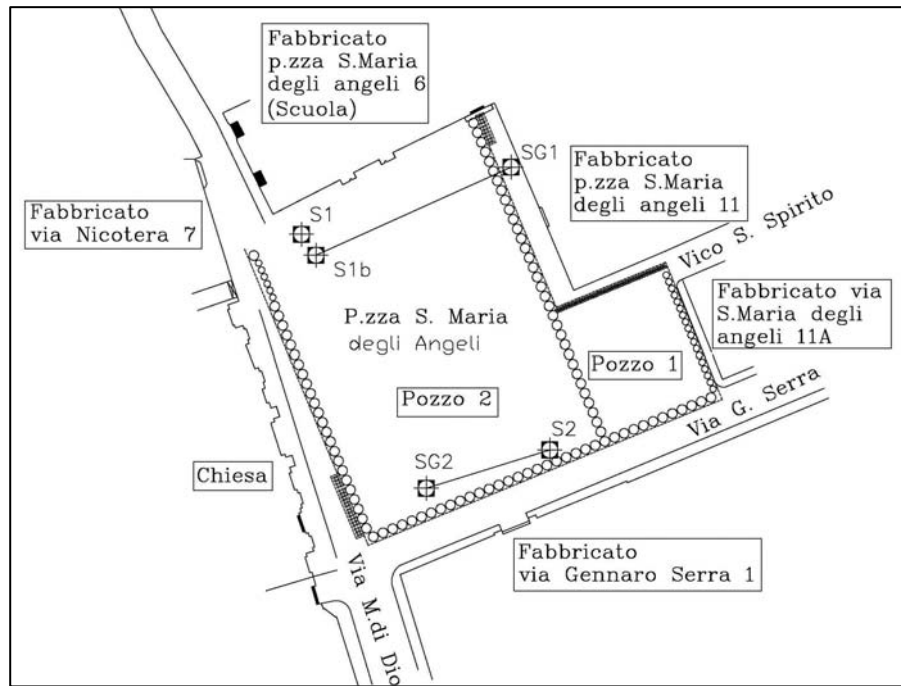 Fabbricato
p.zza S.Maria
degli angeli 6
(Scuola)
SG1
Fabbricato
p.zza S.Maria
degli angeli 11
Fabbricato
via Nicotera 7
S1
S1b
Vico S. Spirito
Fabbricato via
S.Maria degli
angeli 11A
P.zza S. Maria
degli Angeli
Pozzo 1
Pozzo 2
Via G. Serra
S2
SG2
Chiesa
Fabbricato
via Gennaro Serra 1
Via M.di Dio